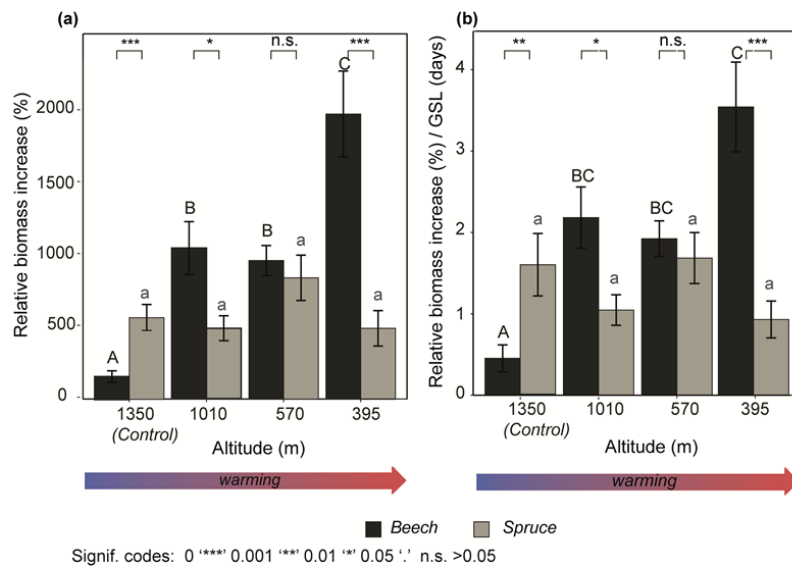 (a)
***
*
n.s.
***
C
B
B
a
a
a
a
A
2000
1500
1000
500
0
Relative biomass increase (%)
1350
1010
570
395
(Control)
Altitude (m)
warming
(b)
**
*
n.s.
***
C
BC
BC
a
a
a
a
A
4
3
2
1
0
Relative biomass increase (%) / GSL (days)
1350
1010
570
395
(Control)
Altitude (m)
warming
Beech
Spruce
Signif. codes: 0 ‘***’ 0.001 ‘**’ 0.01 ‘*’ 0.05 ‘.’ n.s. >0.05